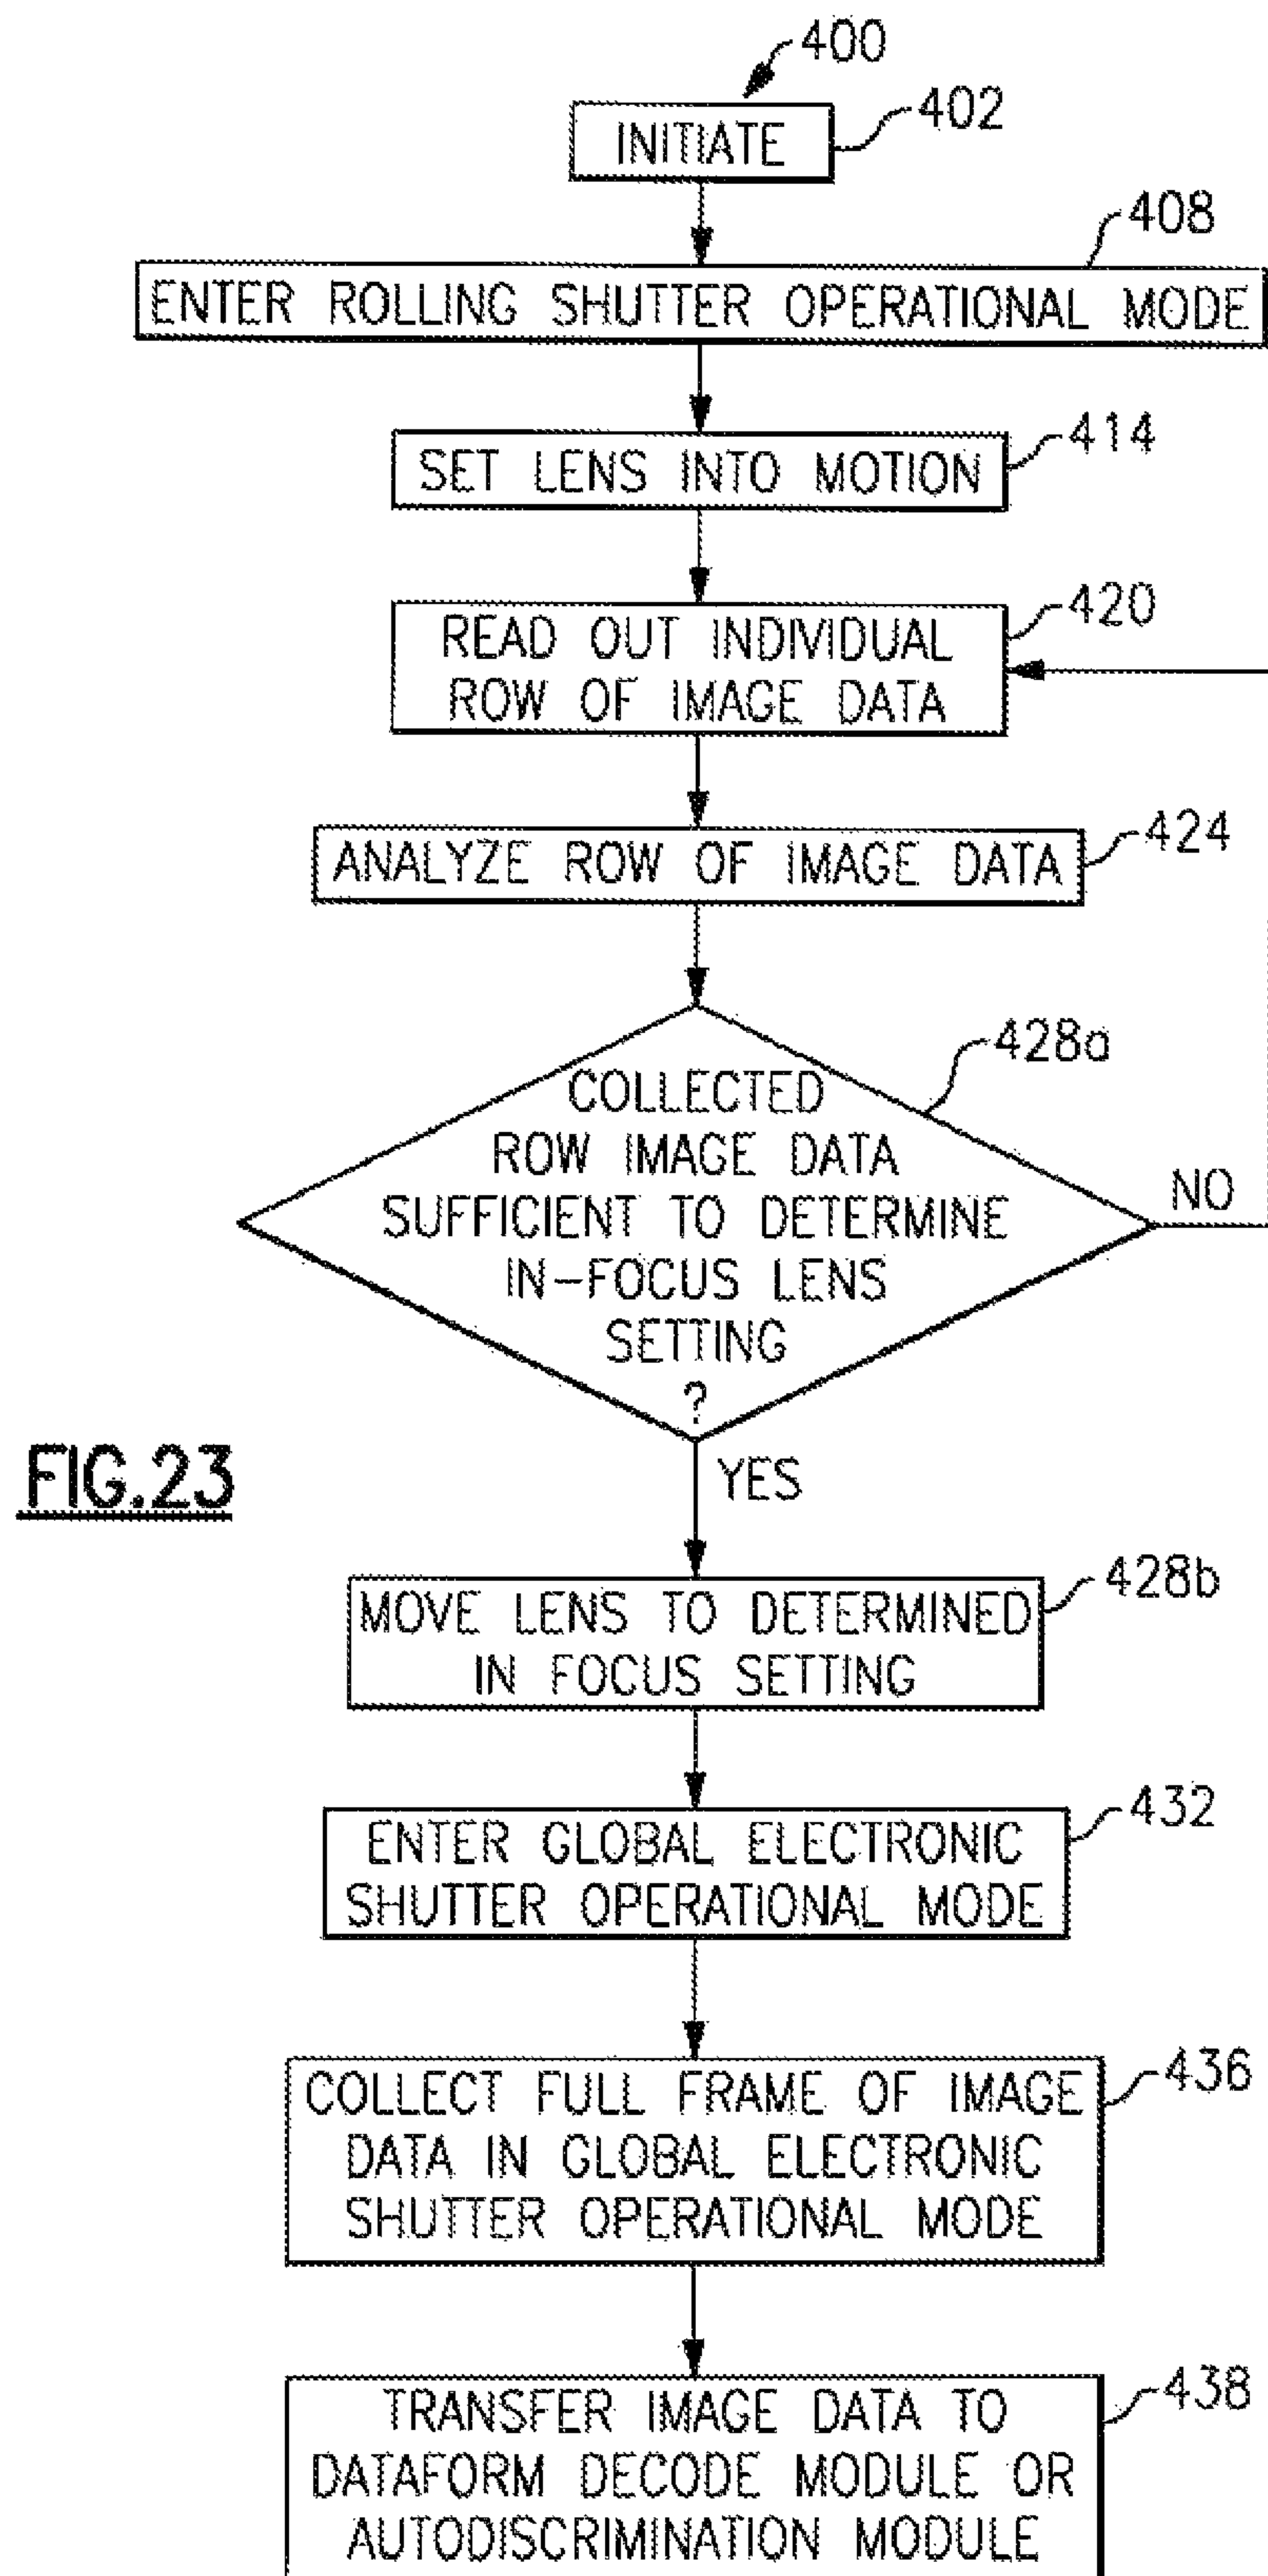 400
INITIATE
402
408
ENTER ROLLING SHUTTER OPERATIONAL MODE
SET LENS INTO MOTION
414
READ OUT INDIVIDUAL
ROW OF IMAGE DATA
420
ANALYZE ROW OF IMAGE DATA
424
428a
COLLECTED
ROW IMAGE DATA
SUFFICIENT TO DETERMINE
IN-FOCUS LENS
SETTING
?
NO
YES
FIG.23
MOVE LENS TO DETERMINED
IN FOCUS SETTING
428b
ENTER GLOBAL ELECTRONIC
SHUTTER OPERATIONAL MODE
432
COLLECT FULL FRAME OF IMAGE
DATA IN GLOBAL ELECTRONIC
SHUTTER OPERATIONAL MODE
436
TRANSFER IMAGE DATA TO
DATAFORM DECODE MODULE OR
AUTODISCRIMINATION MODULE
438